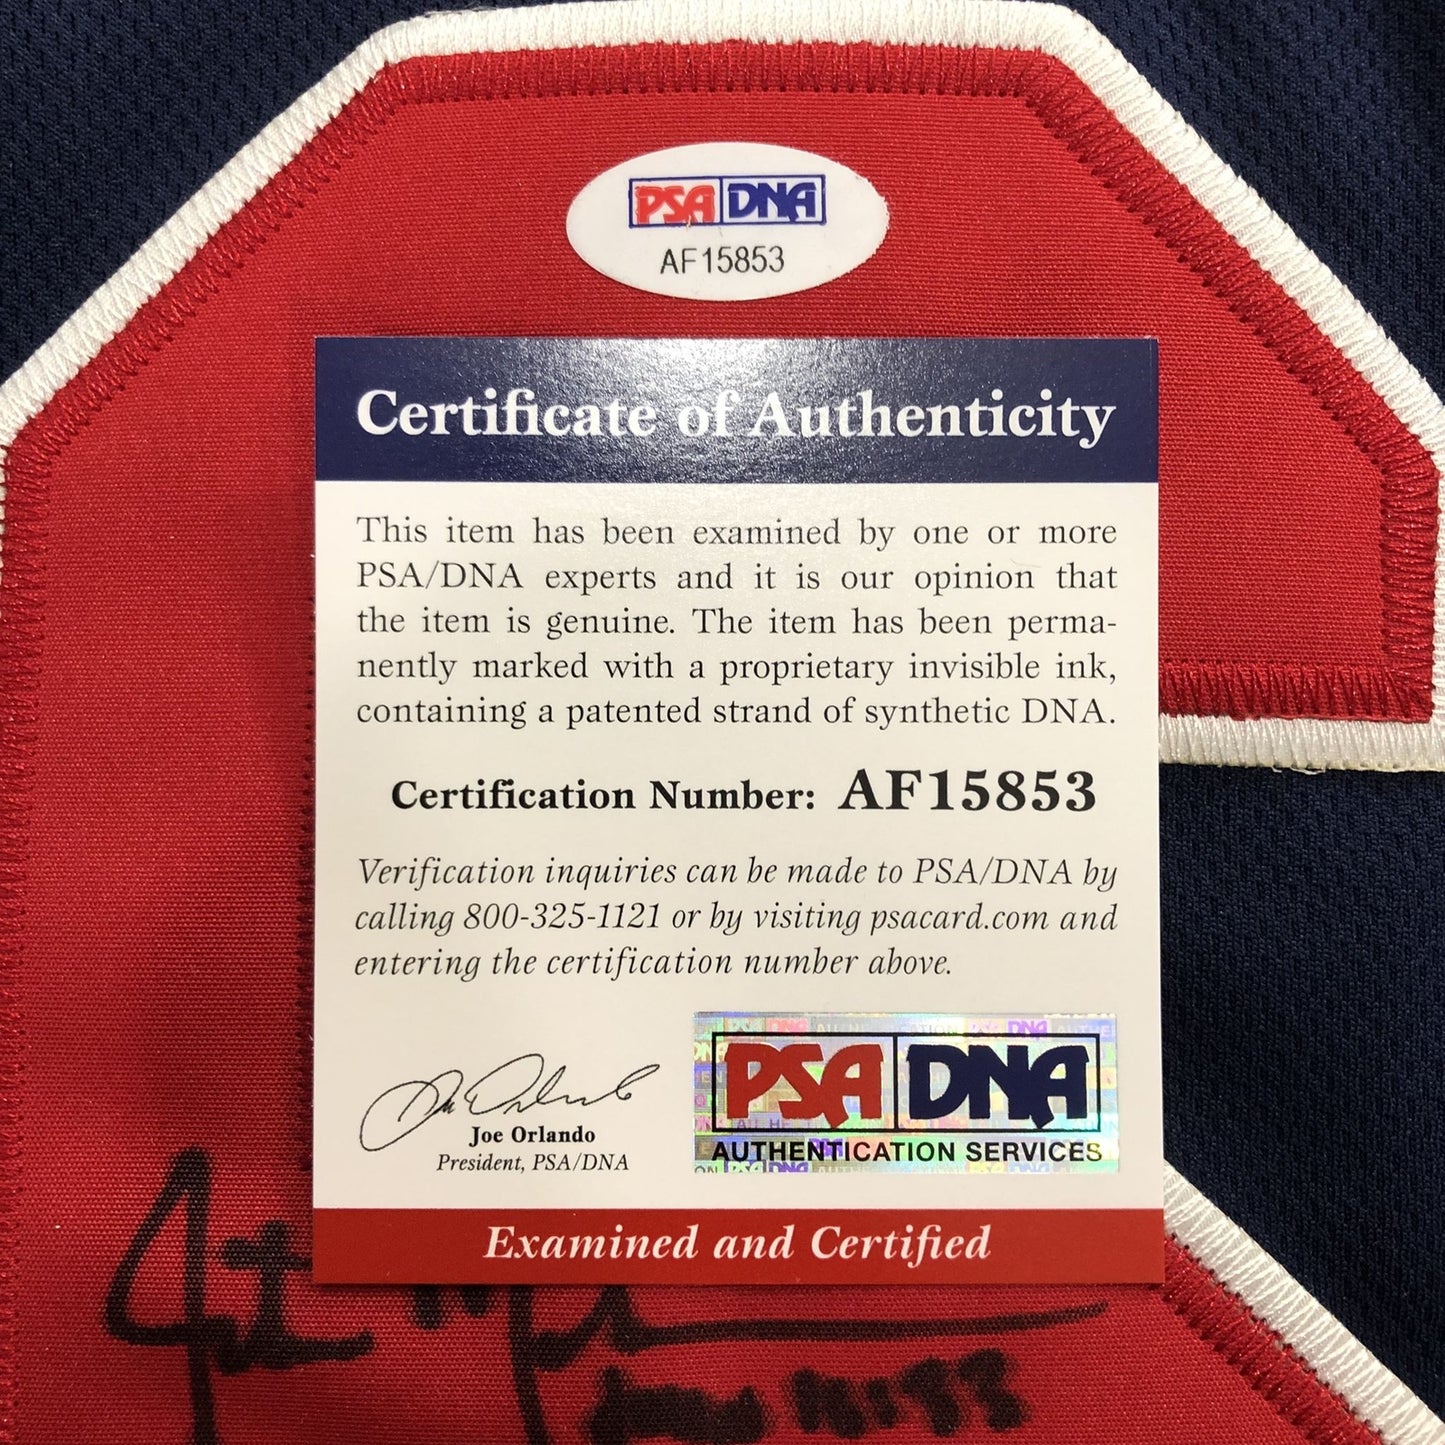 PSA DNA
AF15853
Certificate of Authenticity
This item has been examined by one or more
PSA/DNA experts and it is our opinion that
the item is genuine. The item has been perma-
nently marked with a proprietary invisible ink,
containing a patented strand of synthetic DNA.
Certification Number: AF15853
Verification inquiries can be made to PSA/DNA by
calling 800-325-1121 or by visiting psacard.com and
entering the certification number above.
Joe Orlando
President, PSA/DNA
PSA DNA
AUTHENTICATION SERVICES
Examined and Certified